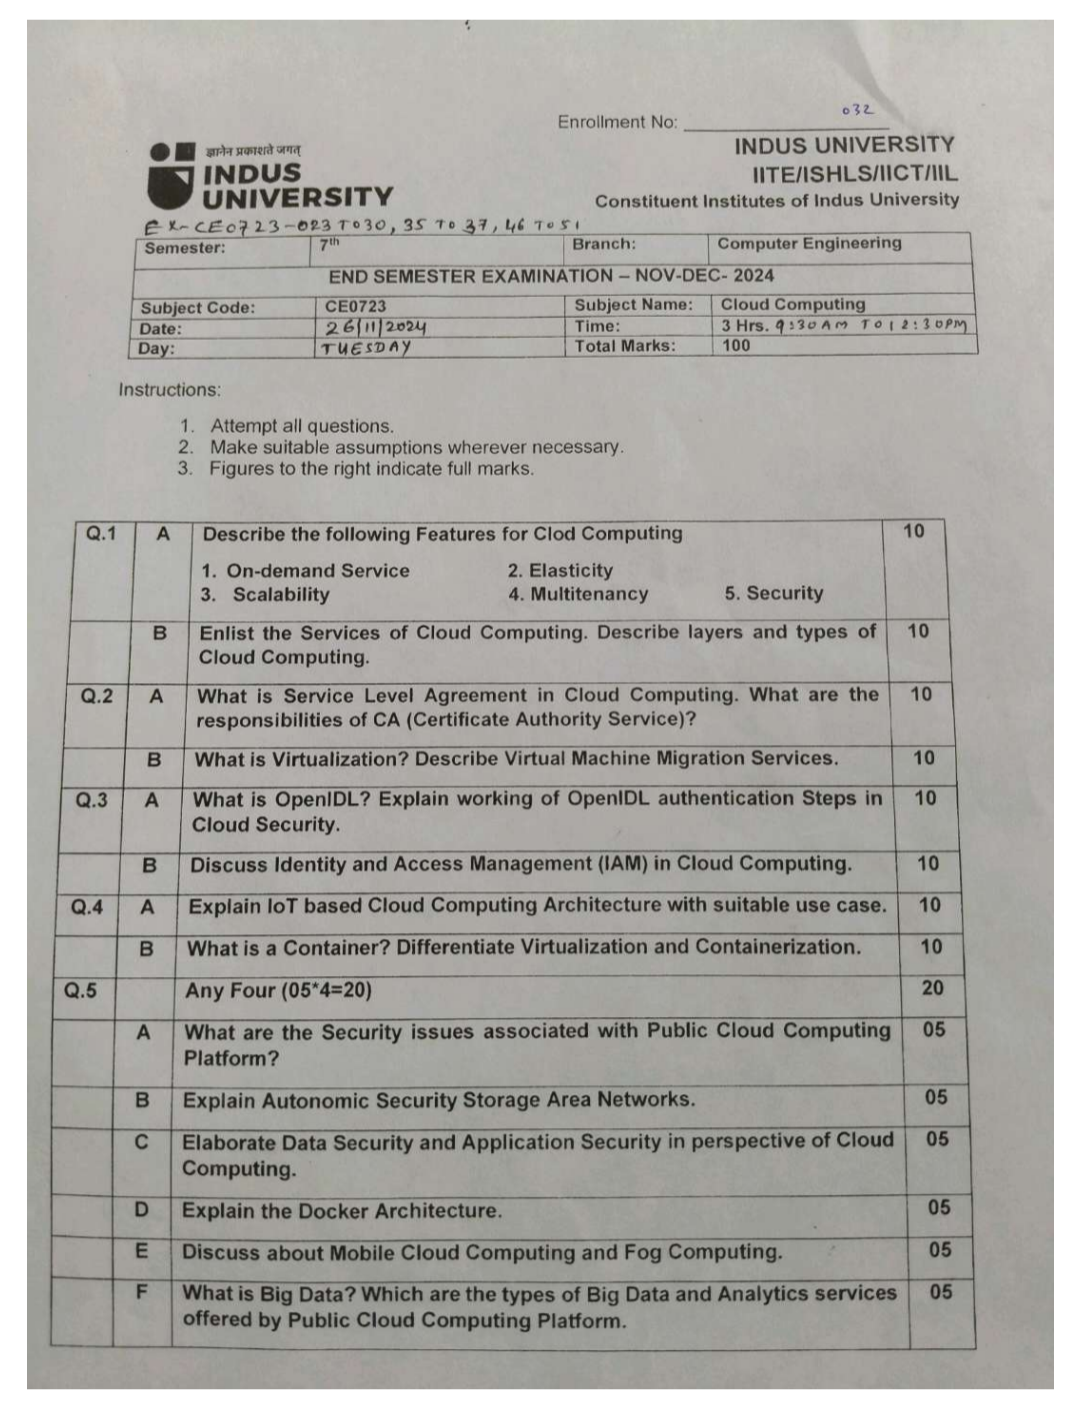 Enrollment No: 032
ज्ञानेन प्रकाशते जगत्
INDUS
UNIVERSITY
INDUS UNIVERSITY
IITE/ISHLS/IICT/IIL
Constituent Institutes of Indus University
Ex-CE0723-023 TO 30, 35 TO 37, 46 TO 51
Semester: 7th Branch: Computer Engineering
END SEMESTER EXAMINATION – NOV-DEC- 2024
Subject Code: CE0723 Subject Name: Cloud Computing
Date: 26/11/2024 Time: 3 Hrs. 9:30AM TO 12:30PM
Day: TUESDAY Total Marks: 100
Instructions:
1. Attempt all questions.
2. Make suitable assumptions wherever necessary.
3. Figures to the right indicate full marks.
Q.1 A Describe the following Features for Clod Computing 10
1. On-demand Service 2. Elasticity
3. Scalability 4. Multitenancy 5. Security
B Enlist the Services of Cloud Computing. Describe layers and types of 10
Cloud Computing.
Q.2 A What is Service Level Agreement in Cloud Computing. What are the 10
responsibilities of CA (Certificate Authority Service)?
B What is Virtualization? Describe Virtual Machine Migration Services. 10
Q.3 A What is OpenIDL? Explain working of OpenIDL authentication Steps in 10
Cloud Security.
B Discuss Identity and Access Management (IAM) in Cloud Computing. 10
Q.4 A Explain IoT based Cloud Computing Architecture with suitable use case. 10
B What is a Container? Differentiate Virtualization and Containerization. 10
Q.5 Any Four (05*4=20) 20
A What are the Security issues associated with Public Cloud Computing 05
Platform?
B Explain Autonomic Security Storage Area Networks. 05
C Elaborate Data Security and Application Security in perspective of Cloud 05
Computing.
D Explain the Docker Architecture. 05
E Discuss about Mobile Cloud Computing and Fog Computing. 05
F What is Big Data? Which are the types of Big Data and Analytics services 05
offered by Public Cloud Computing Platform.